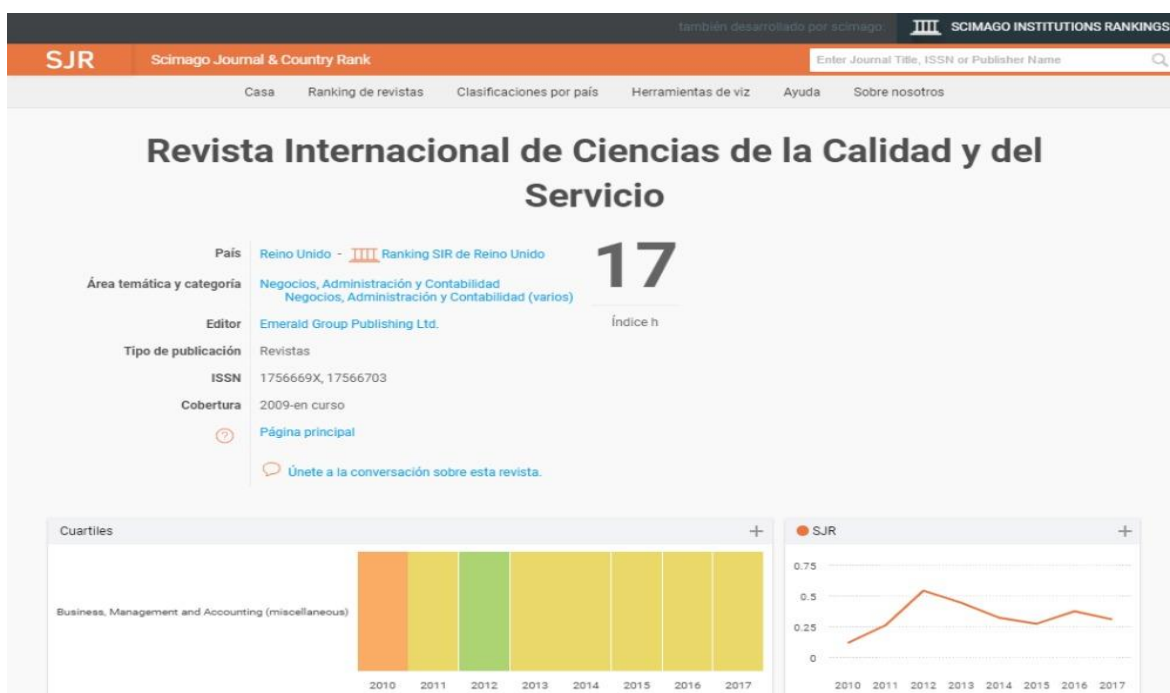 también desarrollado por scimago:
SCIMAGO INSTITUTIONS RANKINGS
SJR
Scimago Journal & Country Rank
Enter Journal Title, ISSN or Publisher Name
Casa Ranking de revistas Clasificaciones por país Herramientas de viz Ayuda Sobre nosotros
Revista Internacional de Ciencias de la Calidad y del
Servicio
País Reino Unido - Ranking SIR de Reino Unido
Área temática y categoría Negocios, Administración y Contabilidad
Negocios, Administración y Contabilidad (varios)
Editor Emerald Group Publishing Ltd.
Tipo de publicación Revistas
ISSN 1756669X, 17566703
Cobertura 2009-en curso
? Página principal
Únete a la conversación sobre esta revista.
17
Índice h
Cuartiles +
Business, Management and Accounting (miscellaneous)
2010 2011 2012 2013 2014 2015 2016 2017
SJR +
0.75
0.5
0.25
0
2010 2011 2012 2013 2014 2015 2016 2017